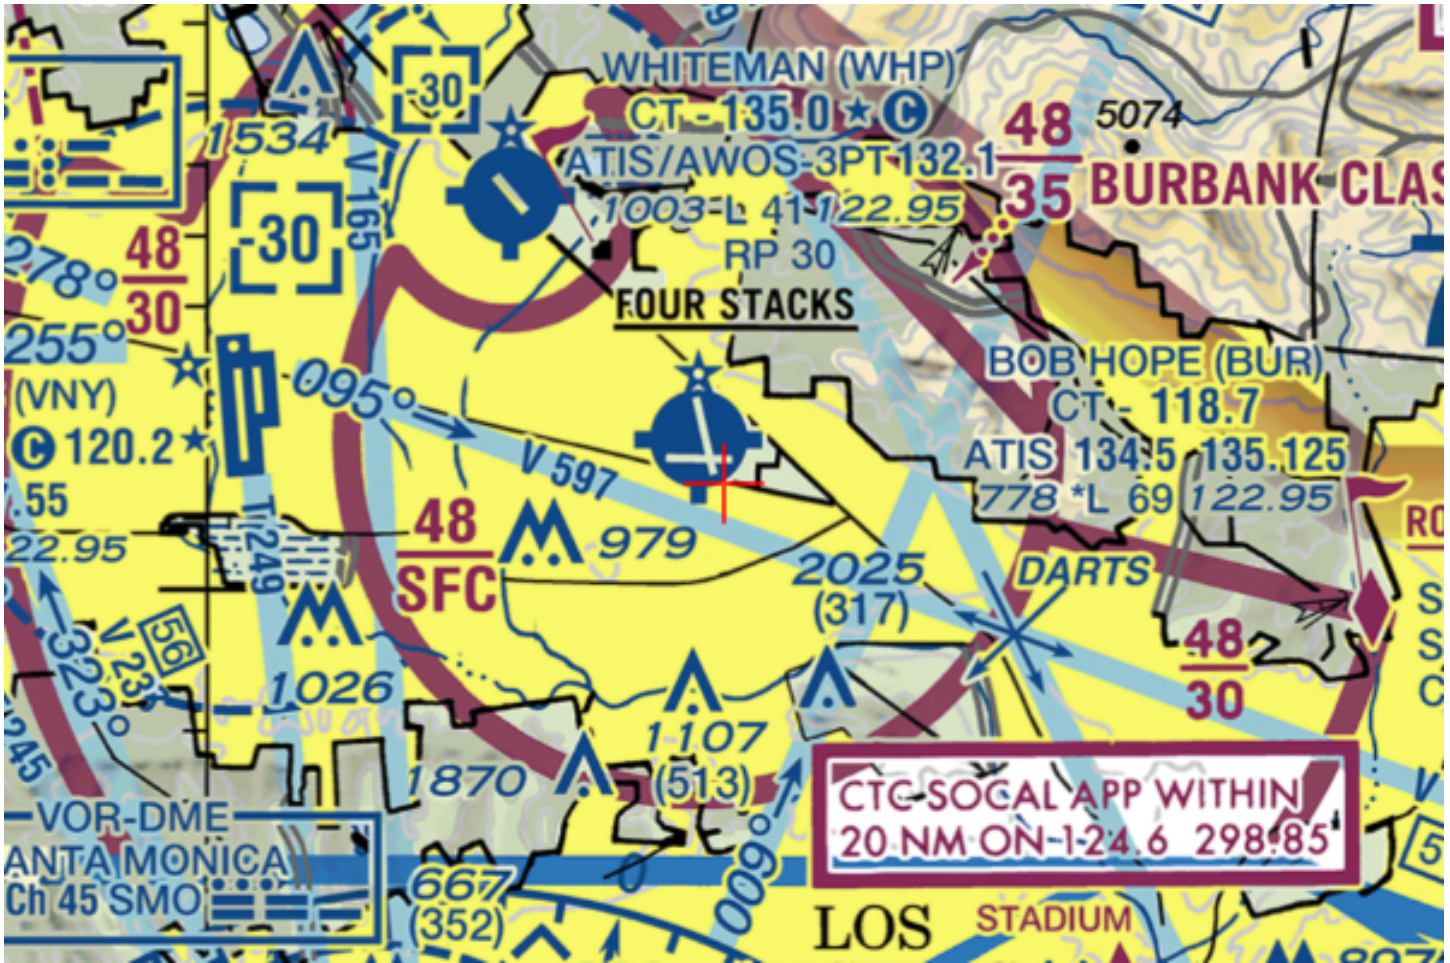 -30
1534
WHITEMAN (WHP)
CT - 135.0 ★ C
ATIS/AWOS-3PT 132.1
1003 L 41 122.95
RP 30
48
35
5074
BURBANK CLAS
V 165
-30
48
30
278°
255°
(VNY)
C 120.2 ★
.55
22.95
FOUR STACKS
095°
V 597
BOB HOPE (BUR)
CT - 118.7
ATIS 134.5 135.125
778 *L 69 122.95
RO
48
SFC
979
T 249
2025
(317)
DARTS
S
S
C
48
30
56
V 23
323°
245
1026
1107
(513)
1870
CTC SOCAL APP WITHIN
20 NM ON 124.6 298.85
VOR-DME
ANTA MONICA
Ch 45 SMO
667
(352)
0
009°
V
5
LOS
STADIUM
897